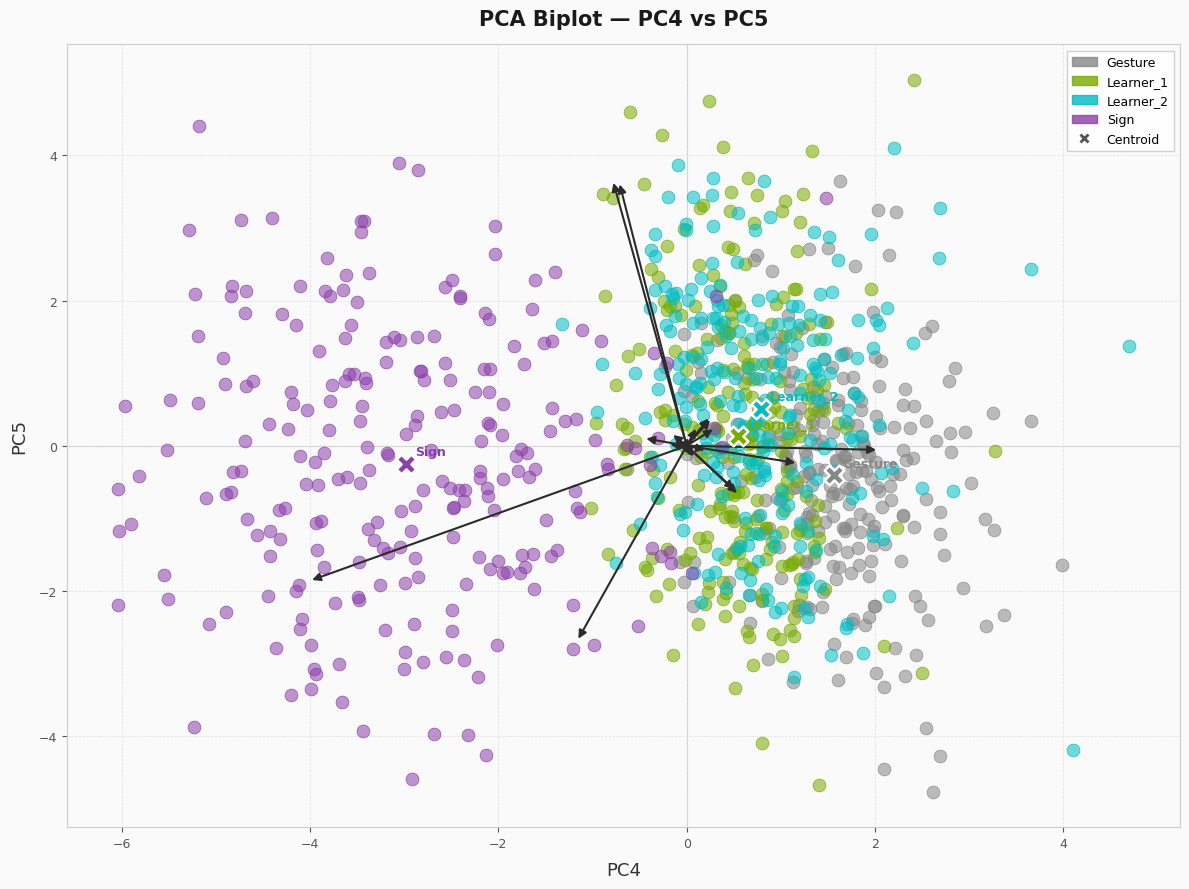 PCA Biplot — PC4 vs PC5
Gesture
Learner_1
Learner_2
Sign
Centroid
4
2
0
−2
−4
PC5
Learner_2
Learner_1
Sign
Gesture
−6
−4
−2
0
2
4
PC4